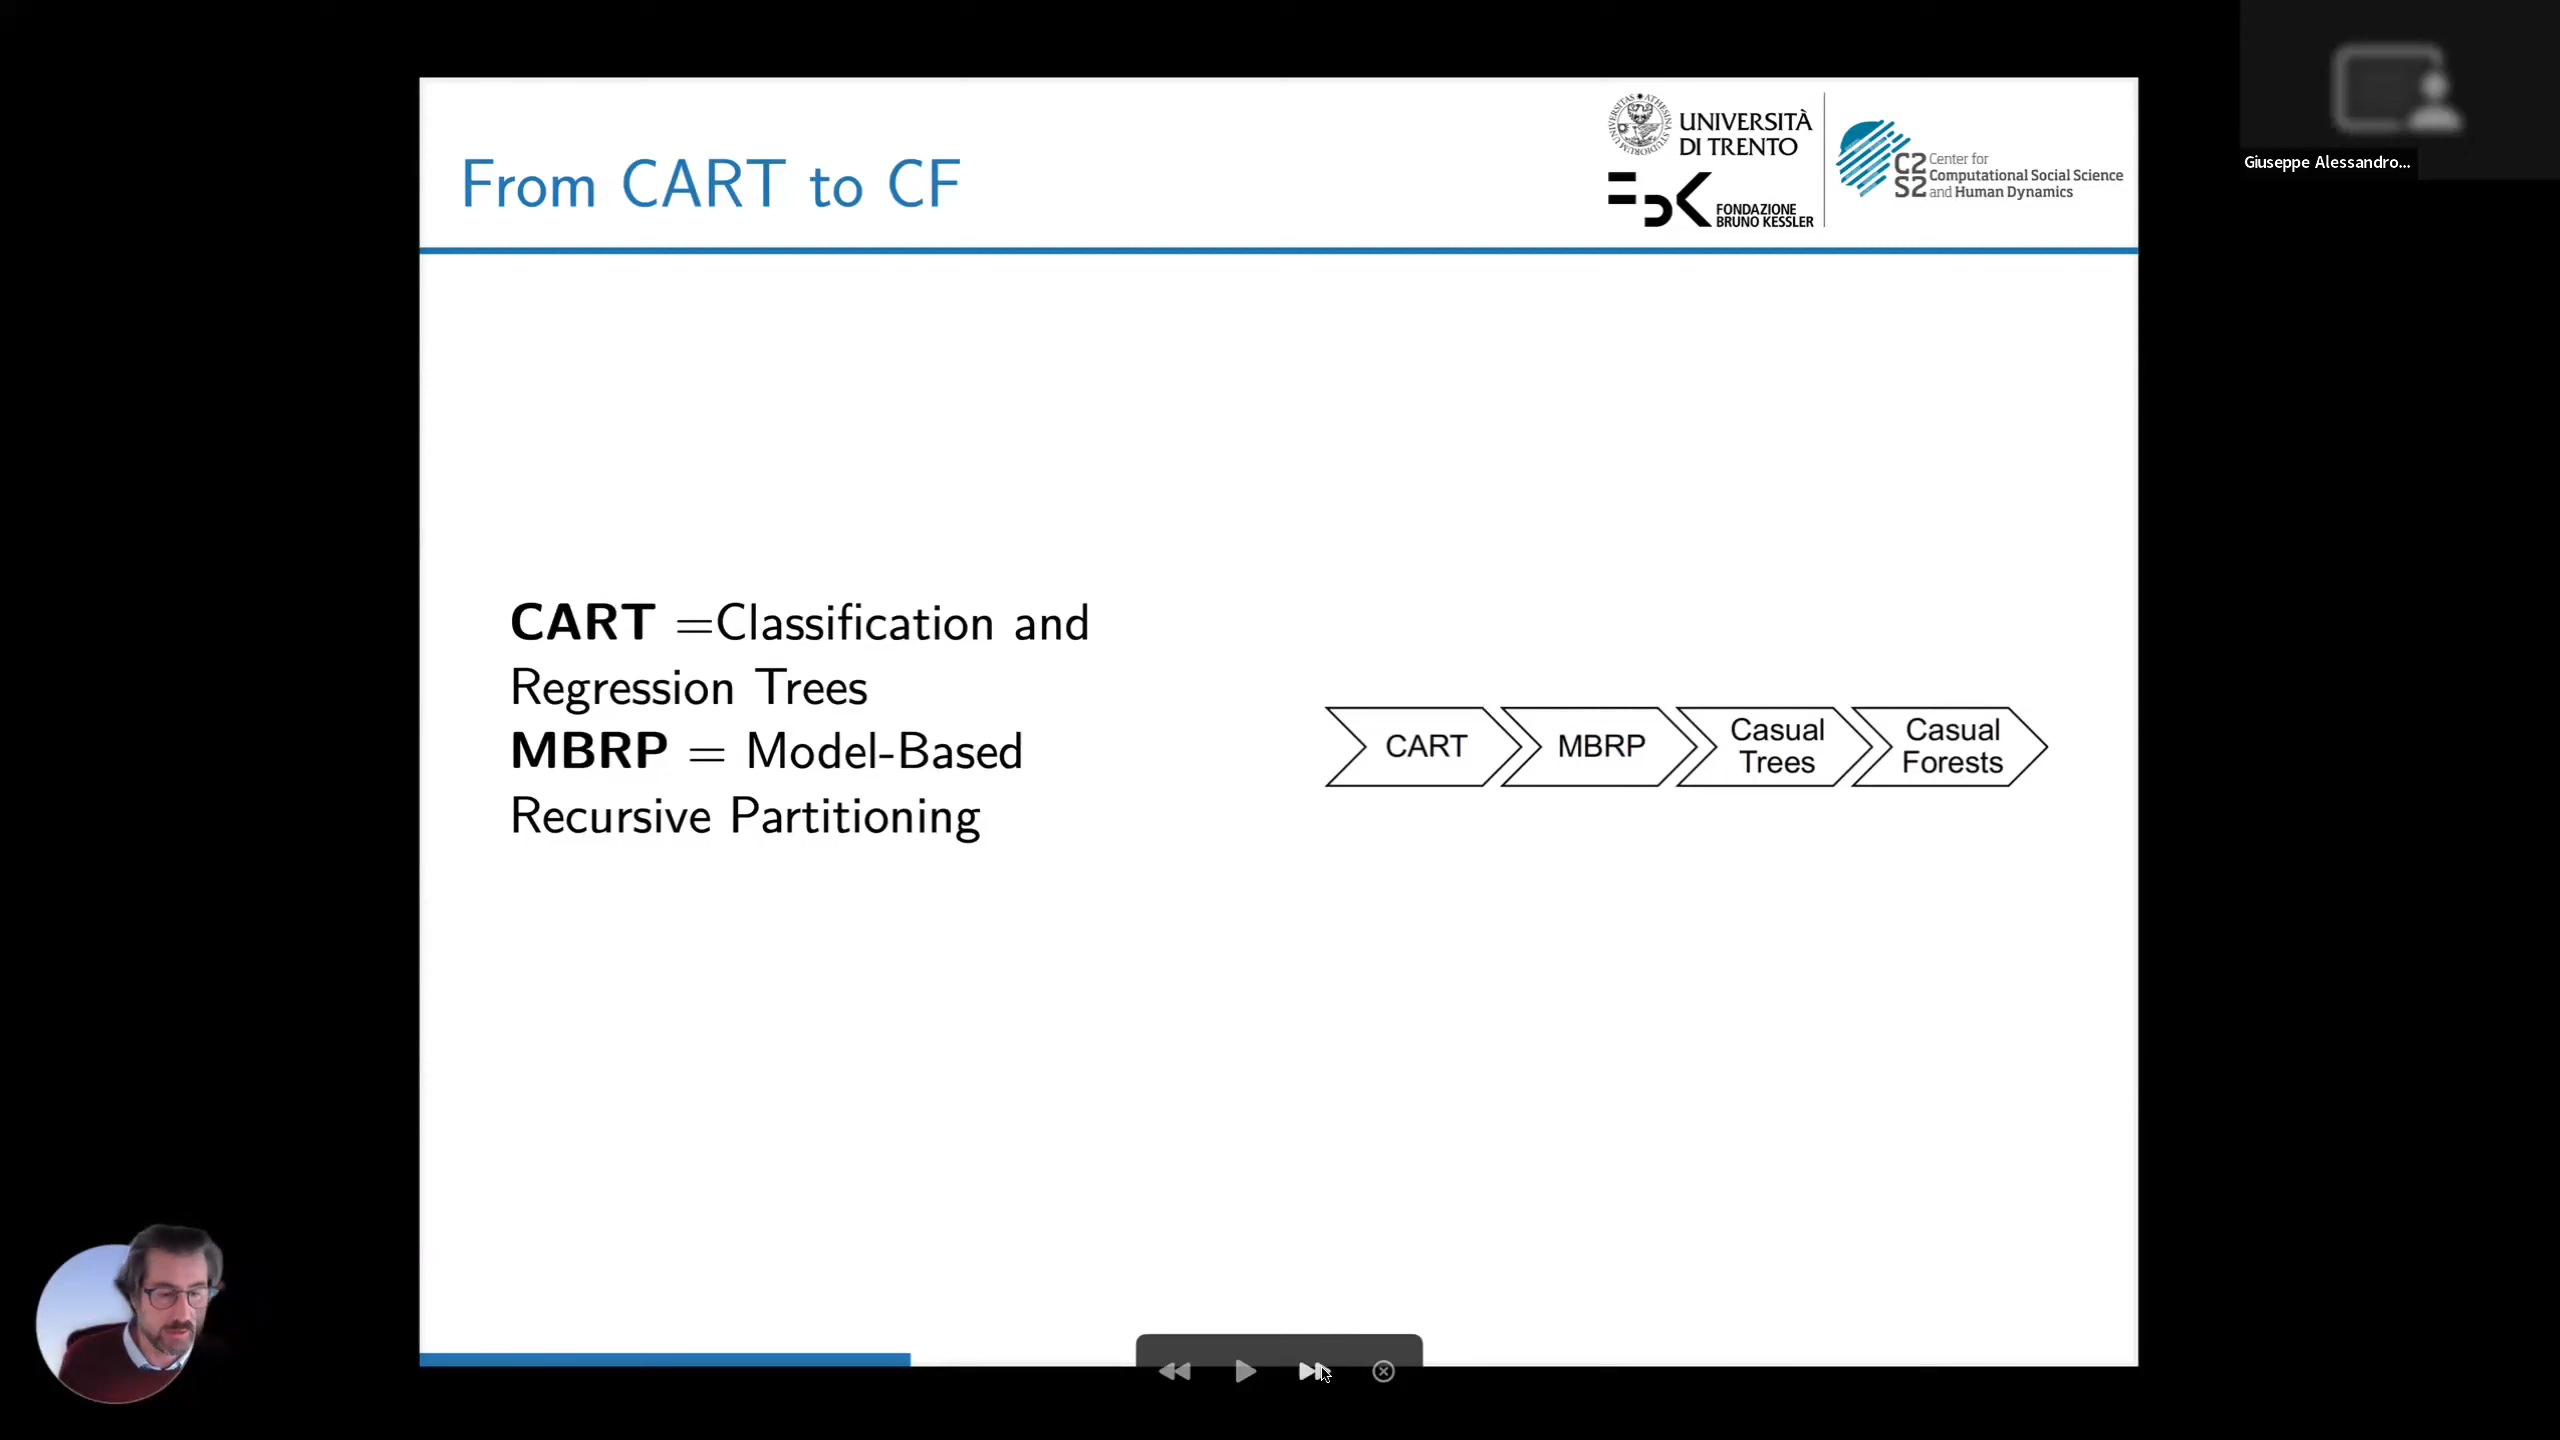 Giuseppe Alessandro...
From CART to CF
UNIVERSITÀ
DI TRENTO
FONDAZIONE
BRUNO KESSLER
C2
S2
Center for
Computational Social Science
and Human Dynamics
CART =Classification and
Regression Trees
MBRP = Model-Based
Recursive Partitioning
CART
MBRP
Casual
Trees
Casual
Forests